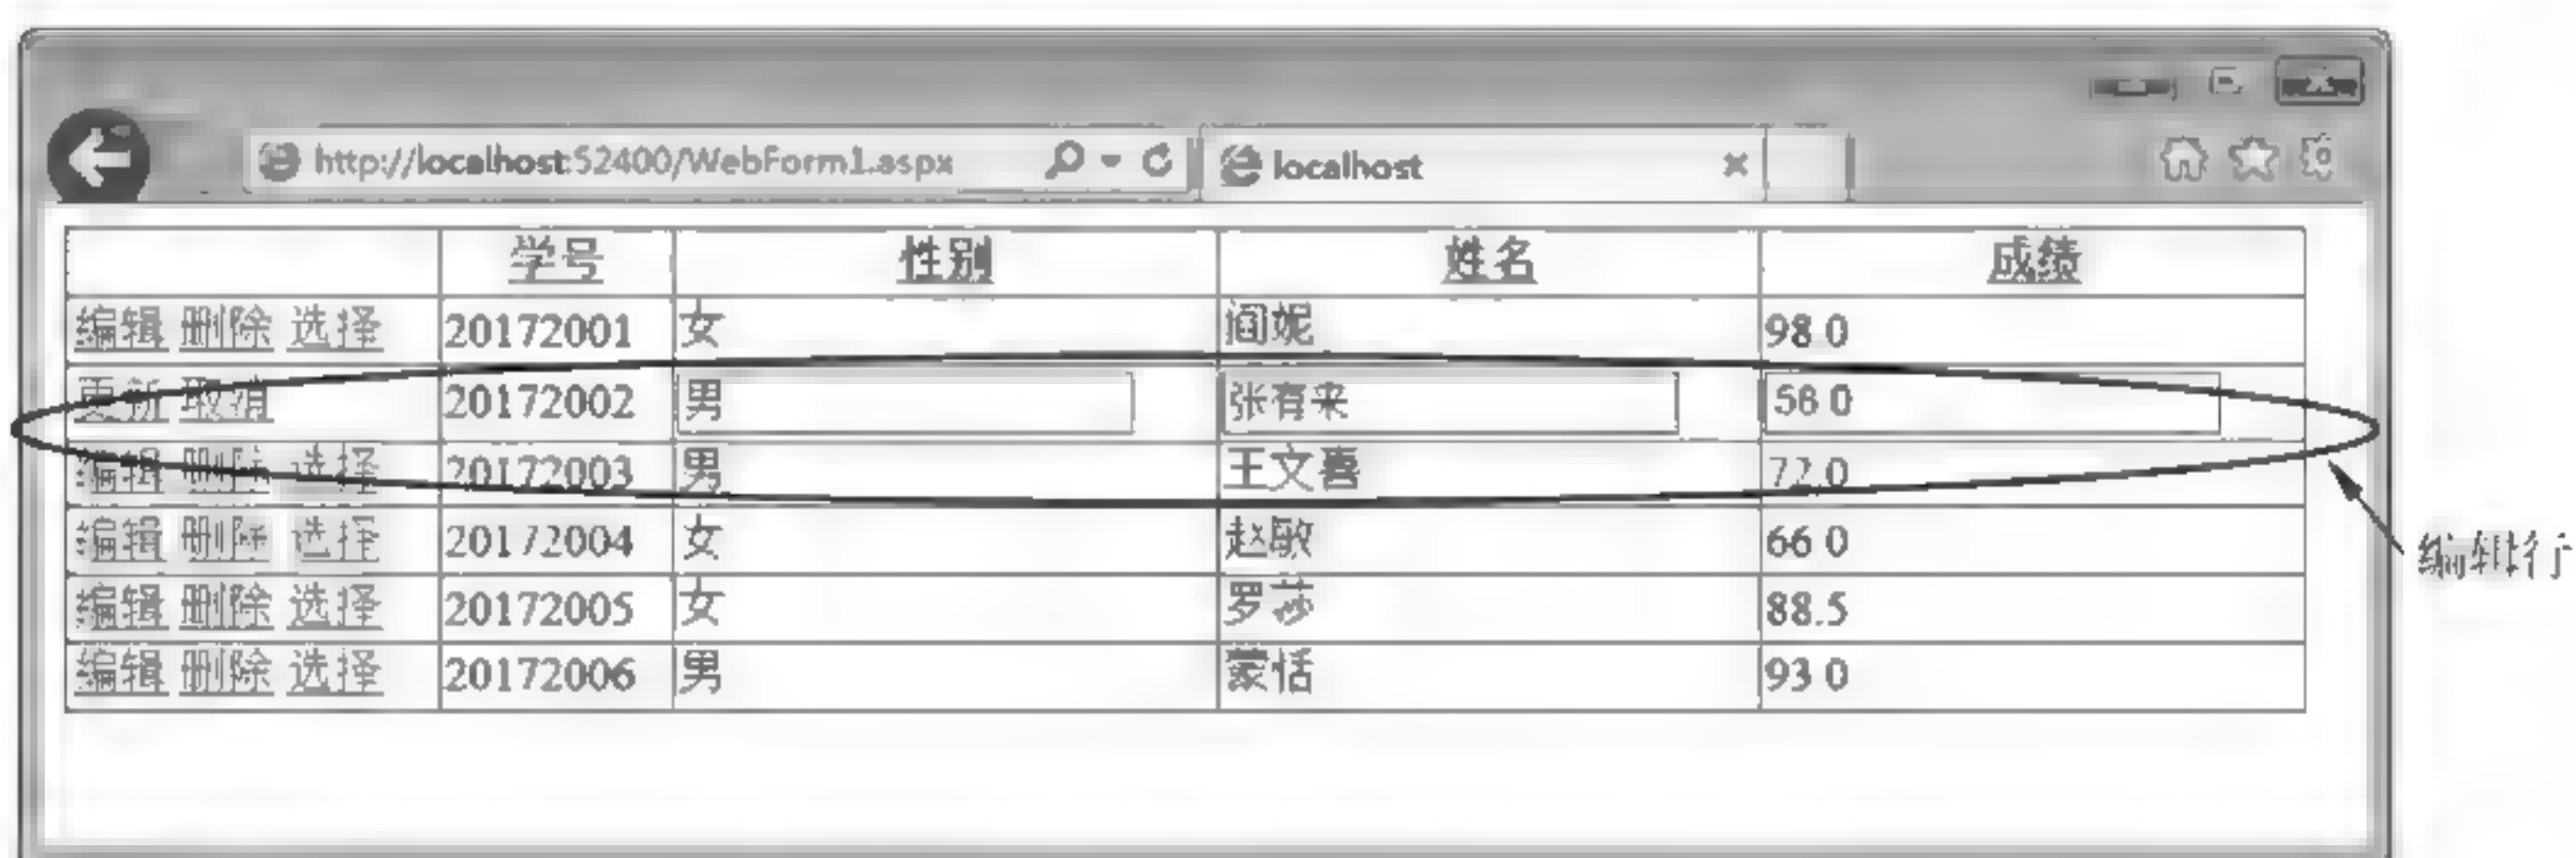 http://localhost:52400/WebForm1.aspx localhost
学号 性别 姓名 成绩
编辑 删除 选择 20172001 女 闾妮 98.0
更新 取消 20172002 男 张有来 58.0
编辑 删除 选择 20172003 男 王文喜 72.0
编辑 删除 选择 20172004 女 赵敏 66.0
编辑 删除 选择 20172005 女 罗莎 88.5
编辑 删除 选择 20172006 男 蒙恬 93.0
编辑行